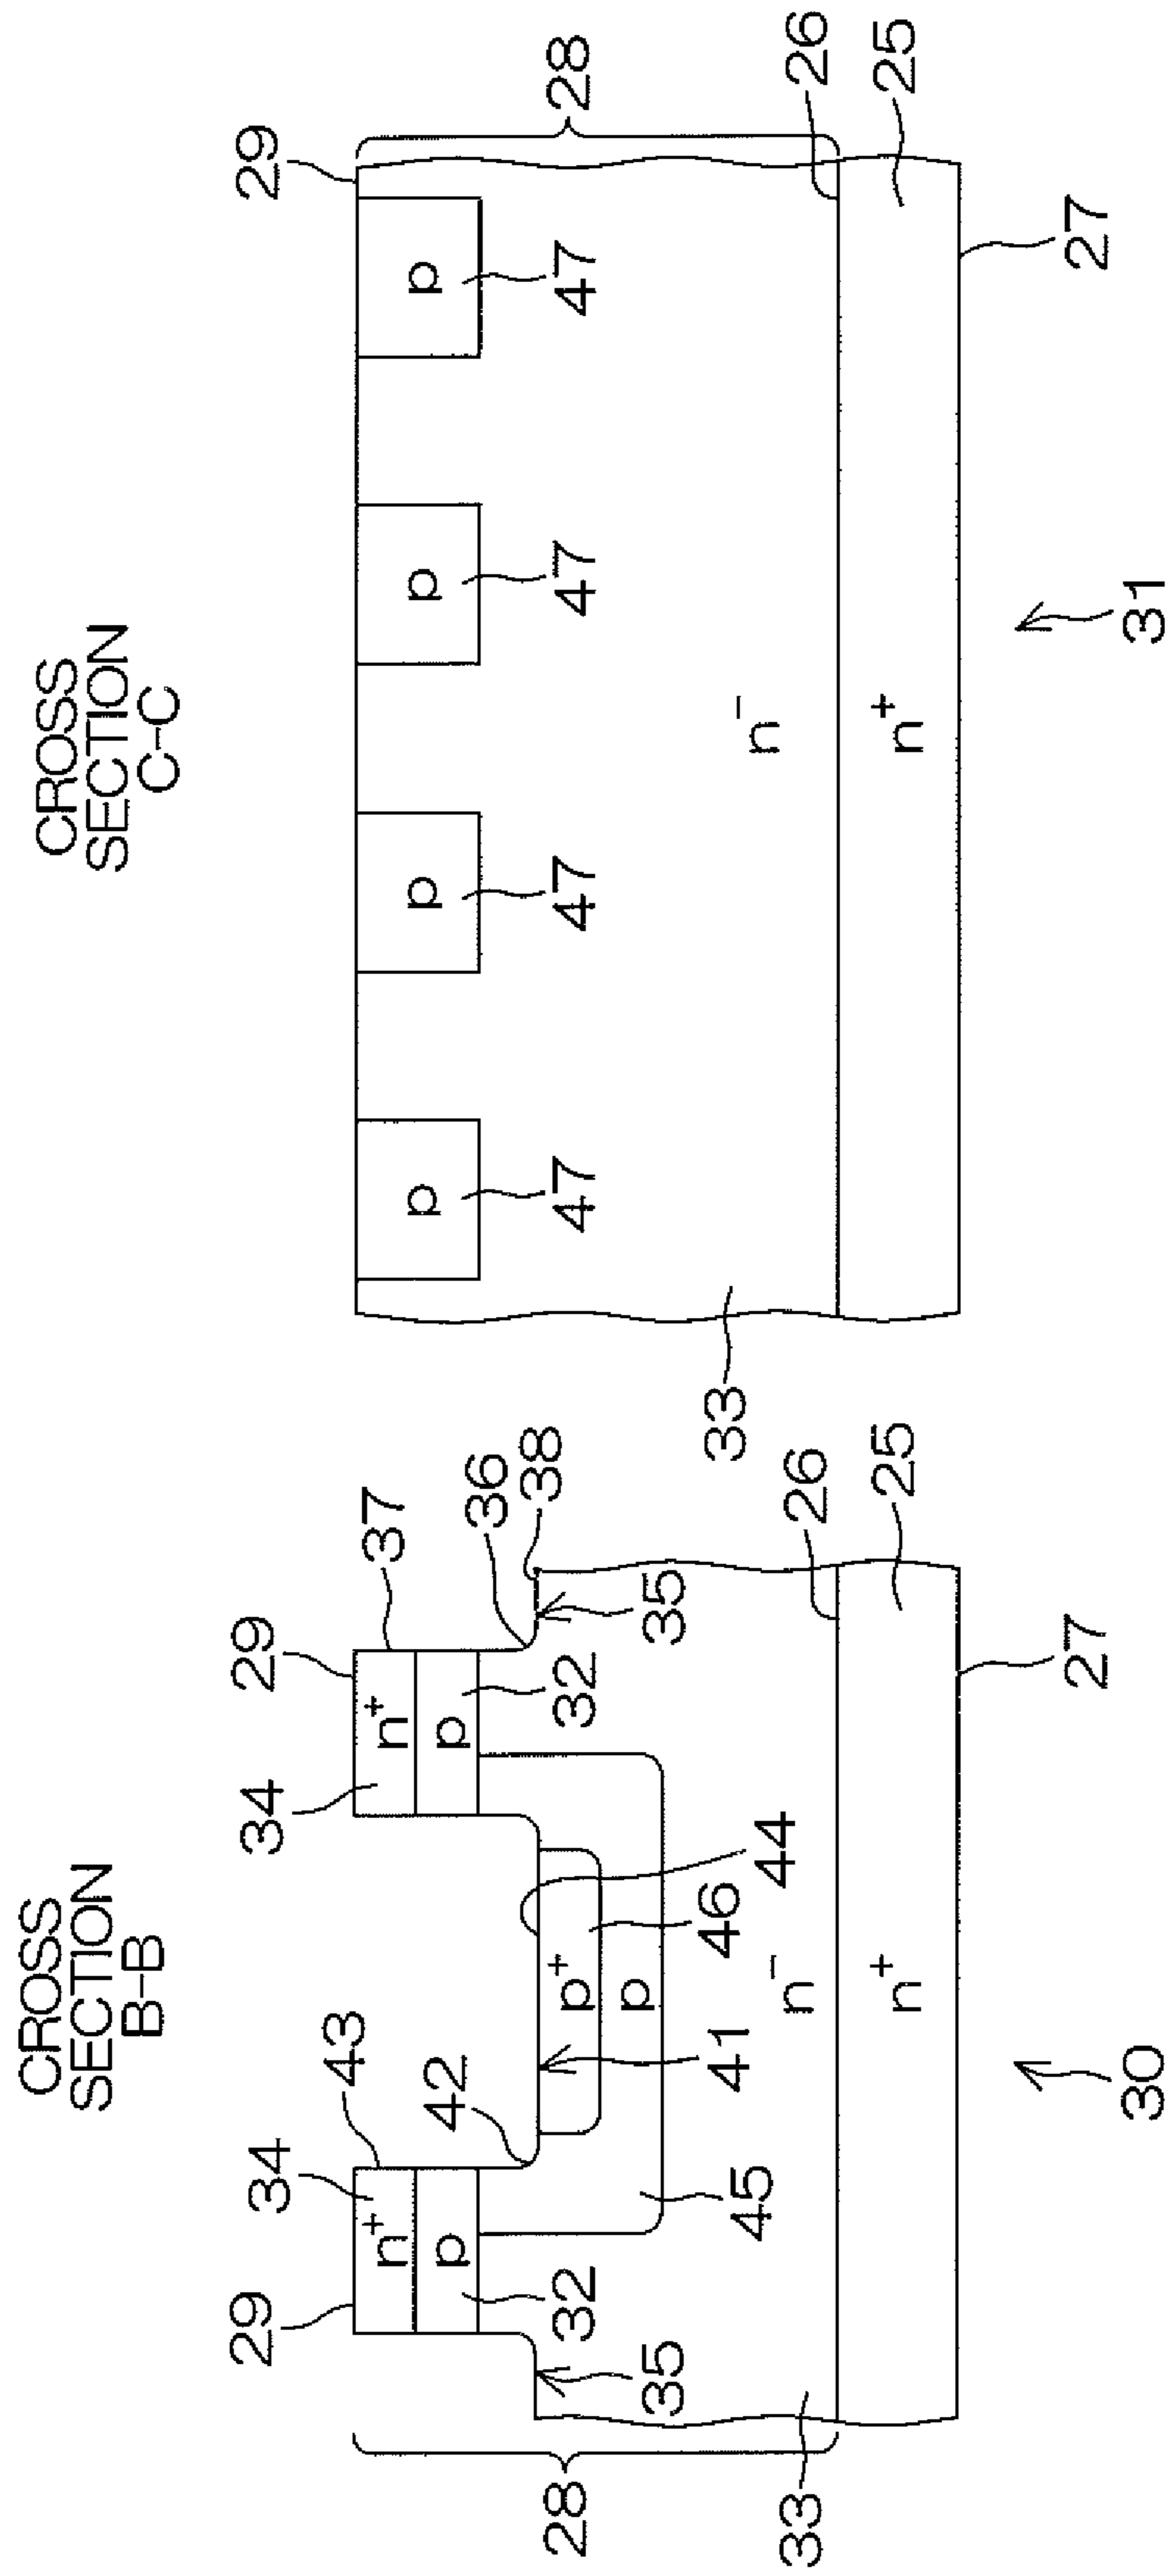 CROSS
SECTION
B-B
29 34 34 29
43 37
n+ n+
42 36
p p
38
28 32 p+ 32
p
35 35
46
41
45 44
33 n- 26
n+ 25
27
30
CROSS
SECTION
C-C
29
p p p p
28
47 47 47 47
33 n- 26
n+ 25
27
31